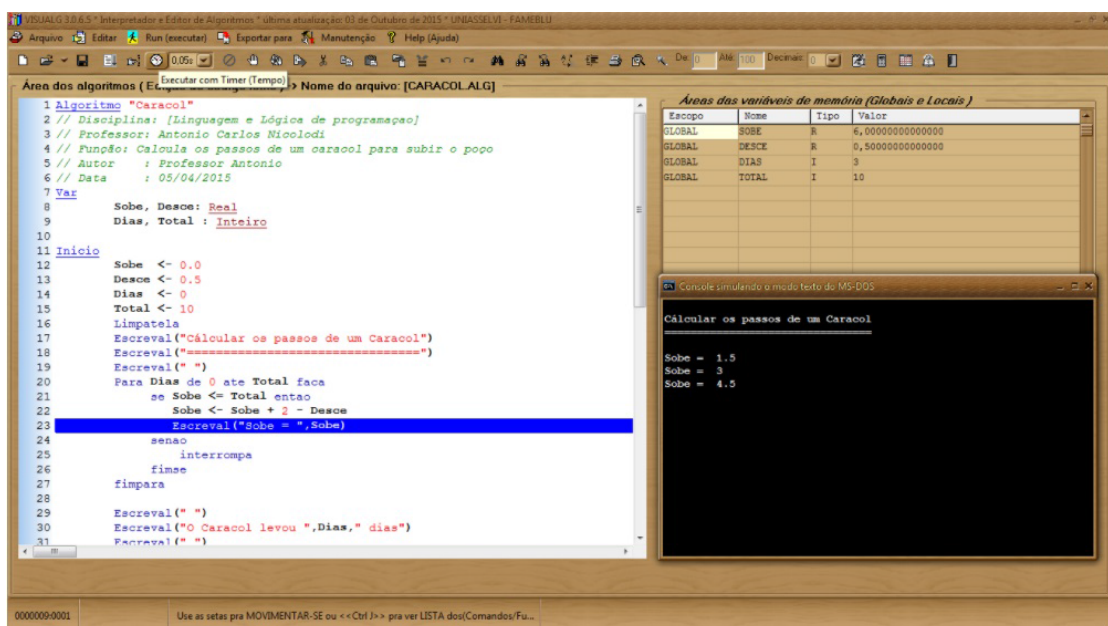 VISUALG 3.0.6.5 * Interpretador e Editor de Algoritmos * última atualização: 03 de Outubro de 2015 * UNIASSELVI - FAMEBLU
Arquivo Editar Run (executar) Exportar para Manutenção Help (Ajuda)
0,05s De: 0 Até: 100 Decimais: 0
Executar com Timer (Tempo)
Área dos algoritmos ( E > Nome do arquivo: [CARACOL.ALG]
1 Algoritmo "Caracol"
2 // Disciplina: [Linguagem e Lógica de programaçao]
3 // Professor: Antonio Carlos Nicolodi
4 // Função: Calcula os passos de um caracol para subir o poço
5 // Autor : Professor Antonio
6 // Data : 05/04/2015
7 Var
8 Sobe, Desce: Real
9 Dias, Total : Inteiro
10
11 Inicio
12 Sobe <- 0.0
13 Desce <- 0.5
14 Dias <- 0
15 Total <- 10
16 Limpatela
17 Escreval("Cálcular os passos de um Caracol")
18 Escreval("================================")
19 Escreval(" ")
20 Para Dias de 0 ate Total faca
21 se Sobe <= Total entao
22 Sobe <- Sobe + 2 - Desce
23 Escreval("Sobe = ",Sobe)
24 senao
25 interrompa
26 fimse
27 fimpara
28
29 Escreval(" ")
30 Escreval("O Caracol levou ",Dias," dias")
31 Escreval(" ")
Áreas das variáveis de memória (Globais e Locais )
Escopo Nome Tipo Valor
GLOBAL SOBE R 6,00000000000000
GLOBAL DESCE R 0,50000000000000
GLOBAL DIAS I 3
GLOBAL TOTAL I 10
Console simulando o modo texto do MS-DOS
Cálcular os passos de um Caracol
================================
Sobe = 1.5
Sobe = 3
Sobe = 4.5
0000009:0001 Use as setas pra MOVIMENTAR-SE ou <<Ctrl J>> pra ver LISTA dos(Comandos/Fu...